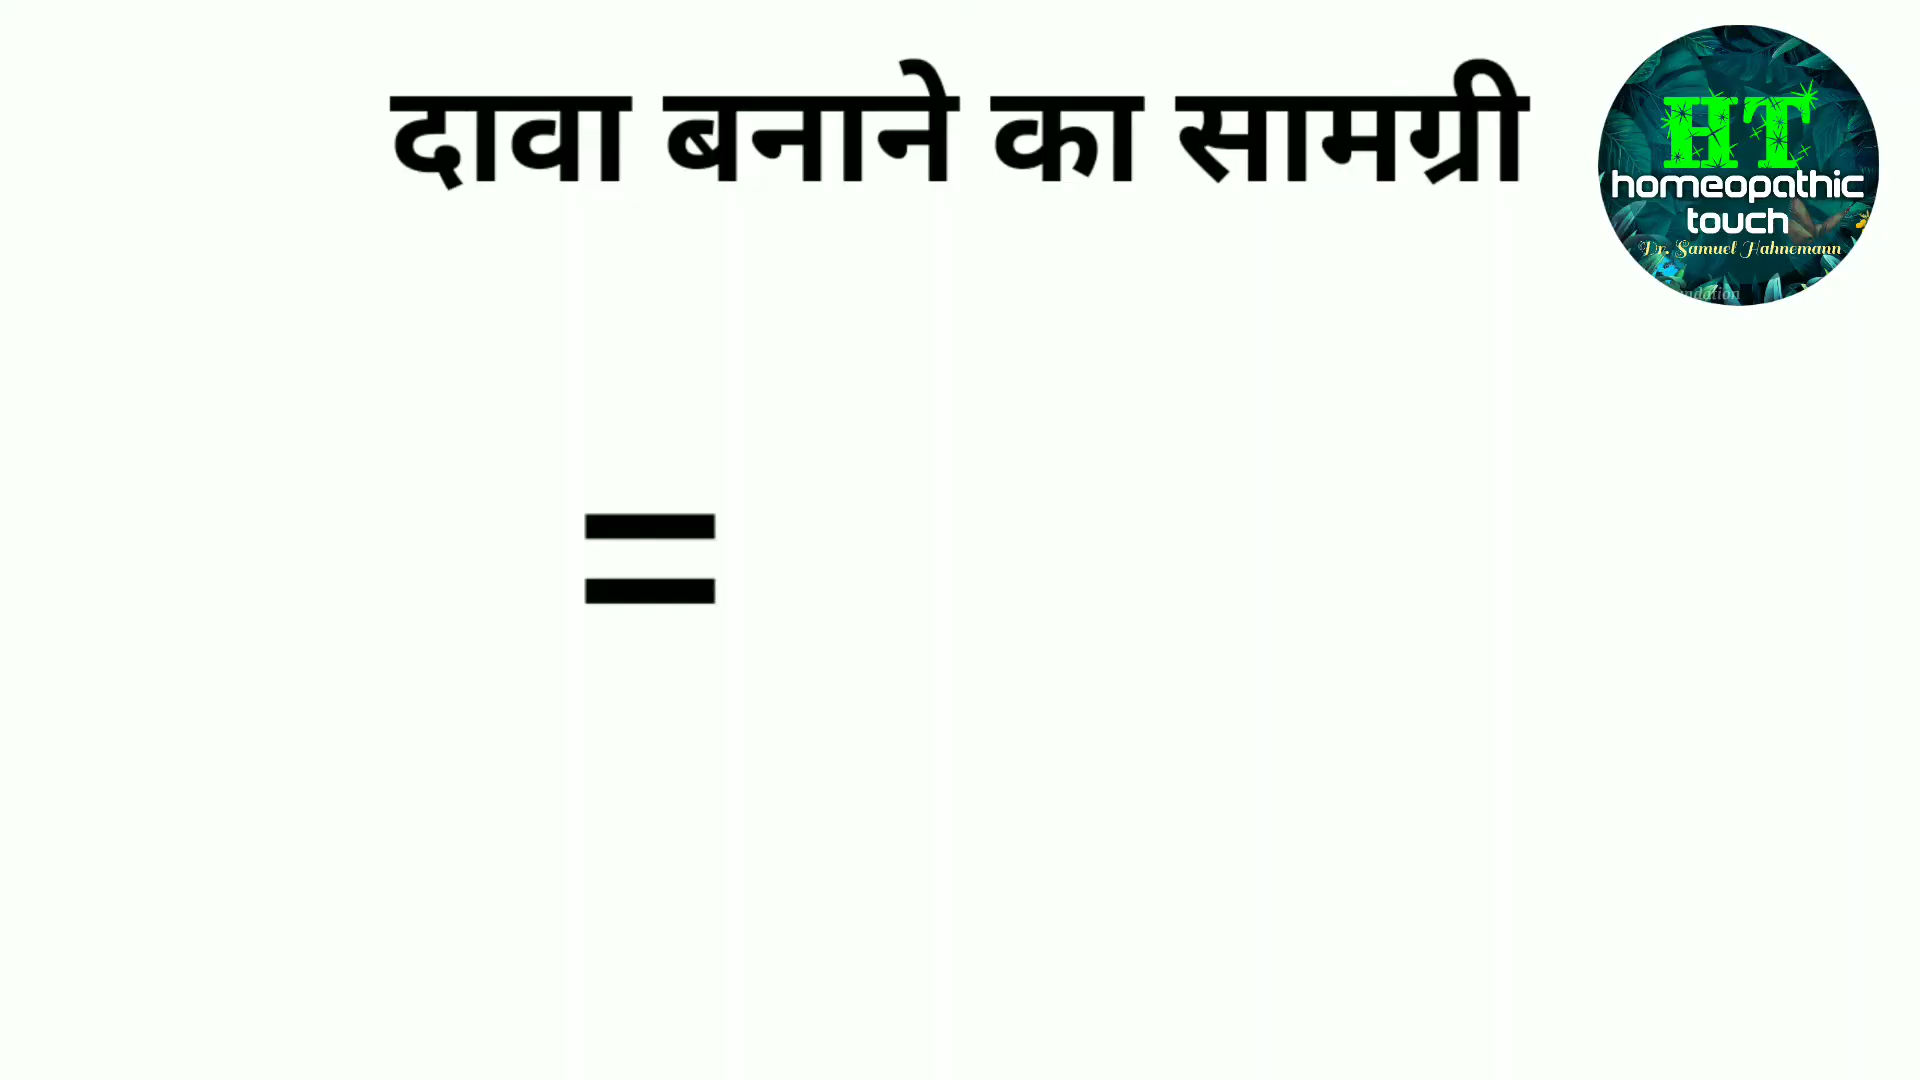 दावा बनाने का सामग्री
HT
homeopathic
touch
Dr. Samuel Hahnemann
=